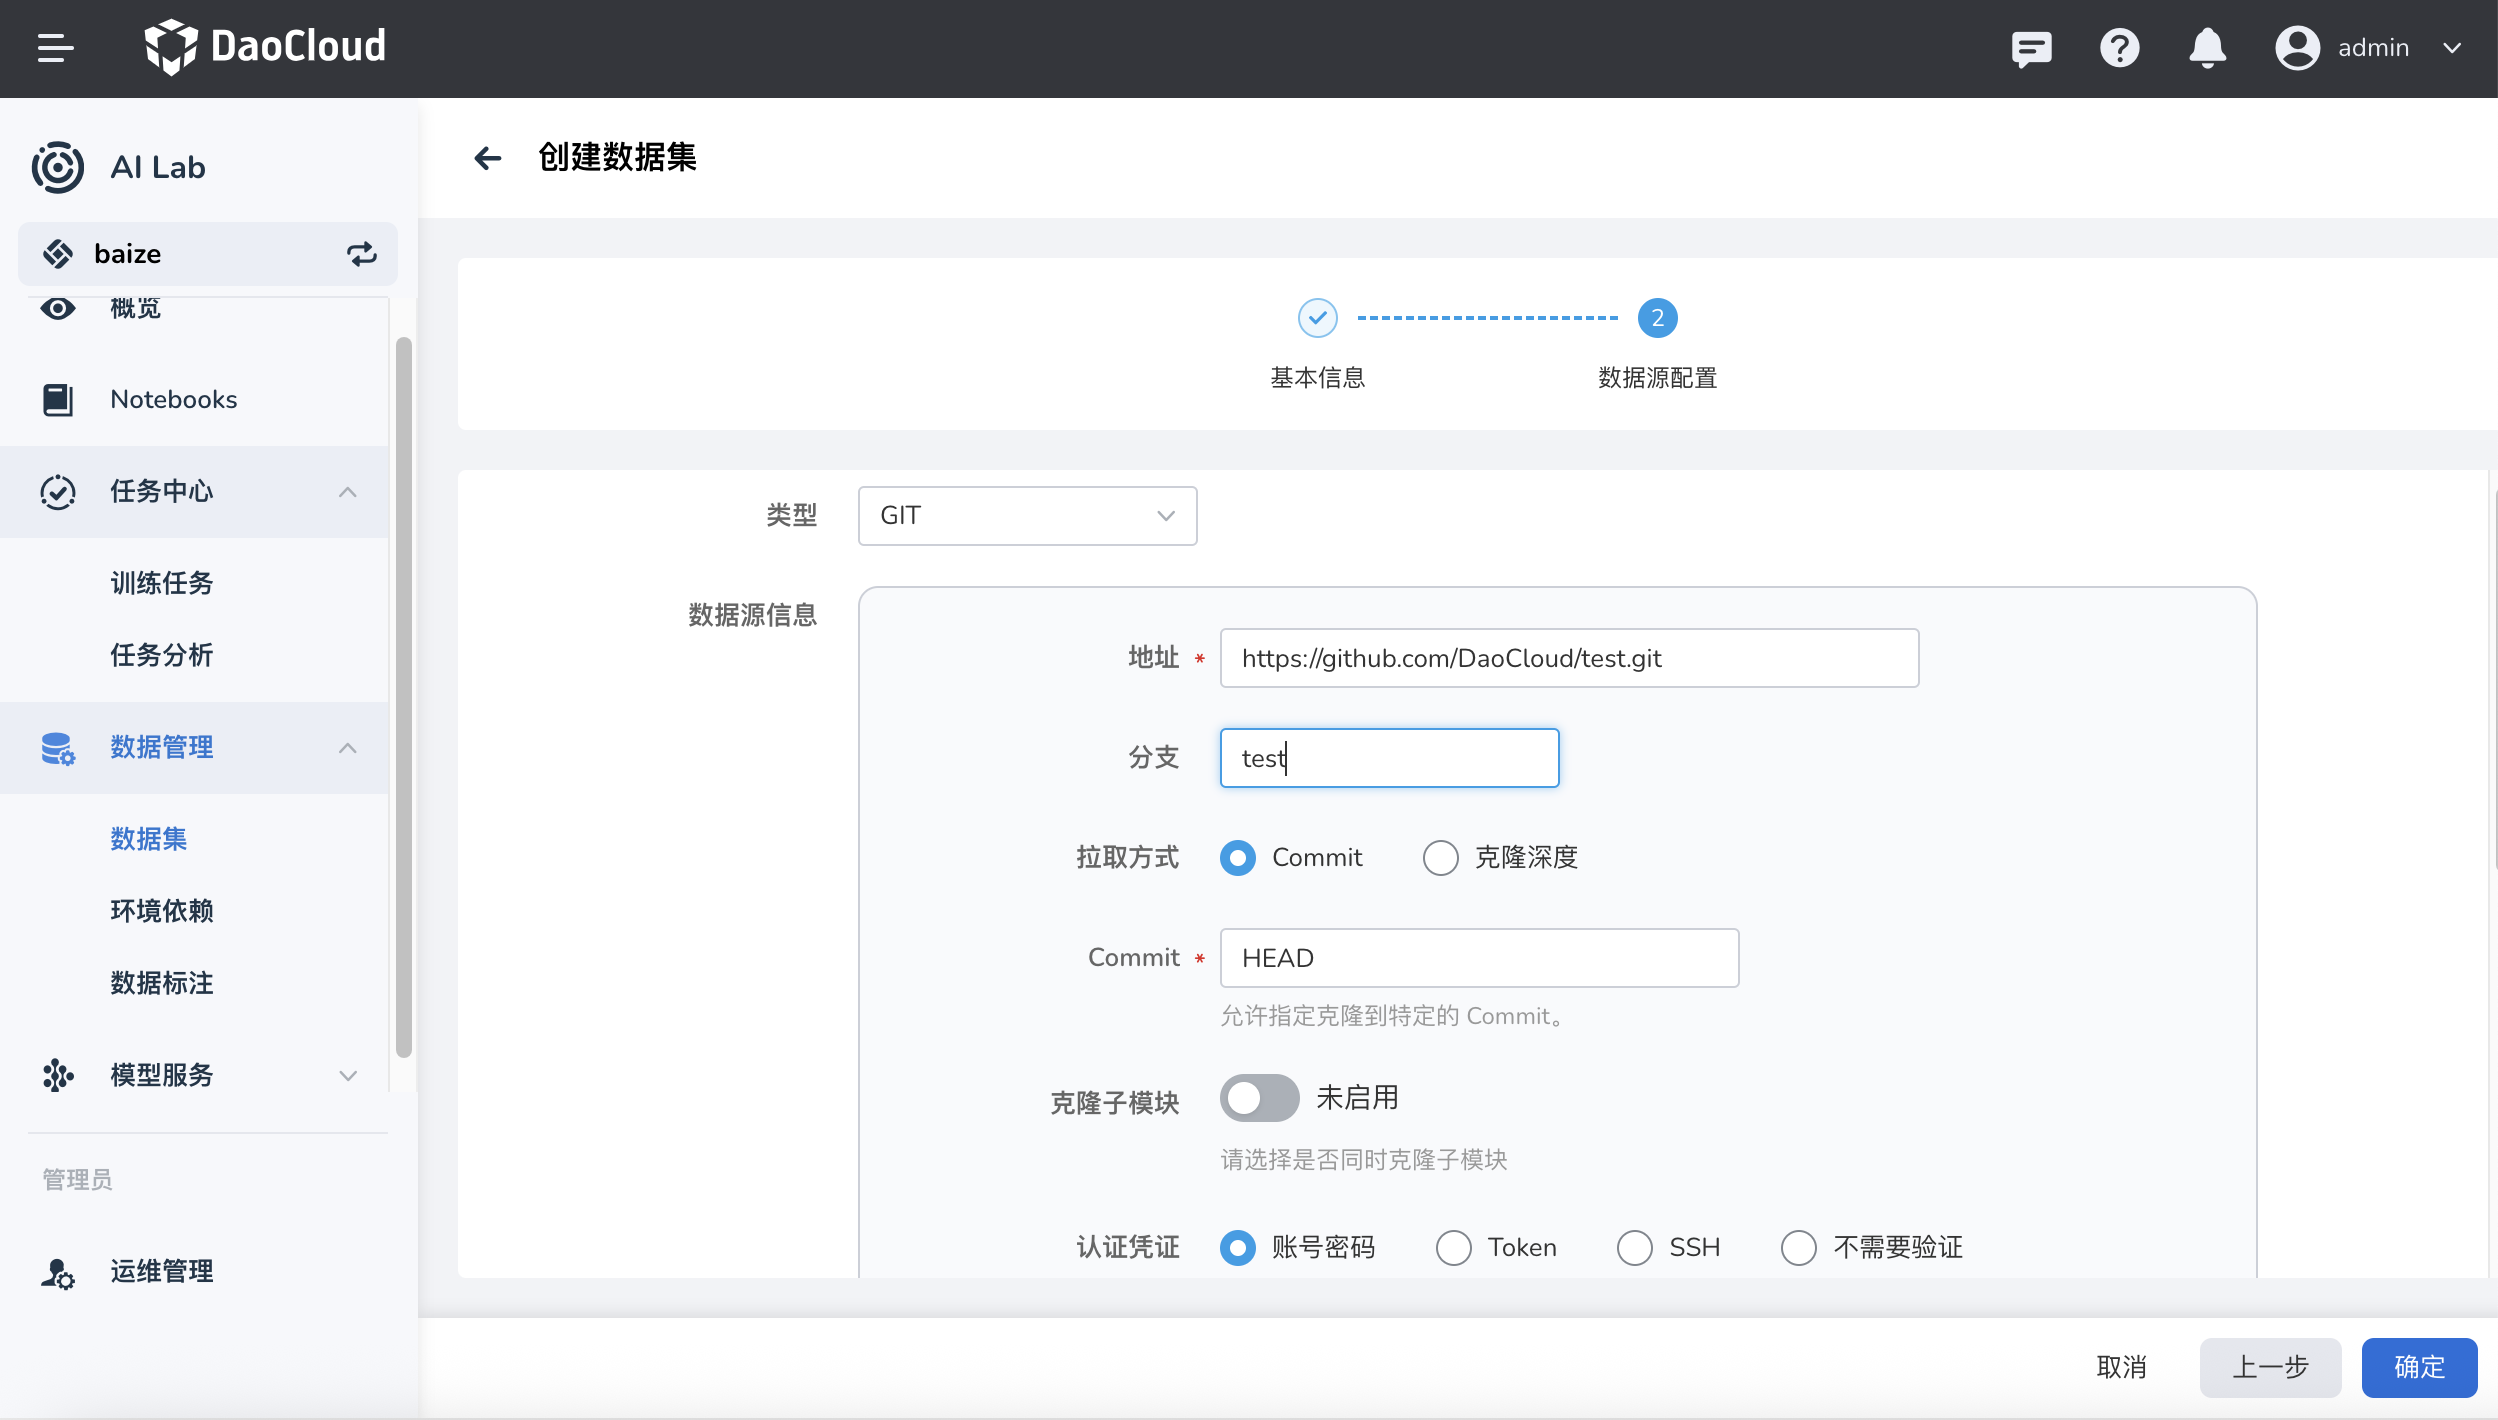 DaoCloud
admin
AI Lab
baize
概览
Notebooks
任务中心
训练任务
任务分析
数据管理
数据集
环境依赖
数据标注
模型服务
管理员
运维管理
创建数据集
2
基本信息
数据源配置
类型
GIT
数据源信息
地址 * https://github.com/DaoCloud/test.git
分支 test
拉取方式 Commit 克隆深度
Commit * HEAD
允许指定克隆到特定的 Commit。
克隆子模块 未启用
请选择是否同时克隆子模块
认证凭证 账号密码 Token SSH 不需要验证
取消 上一步 确定